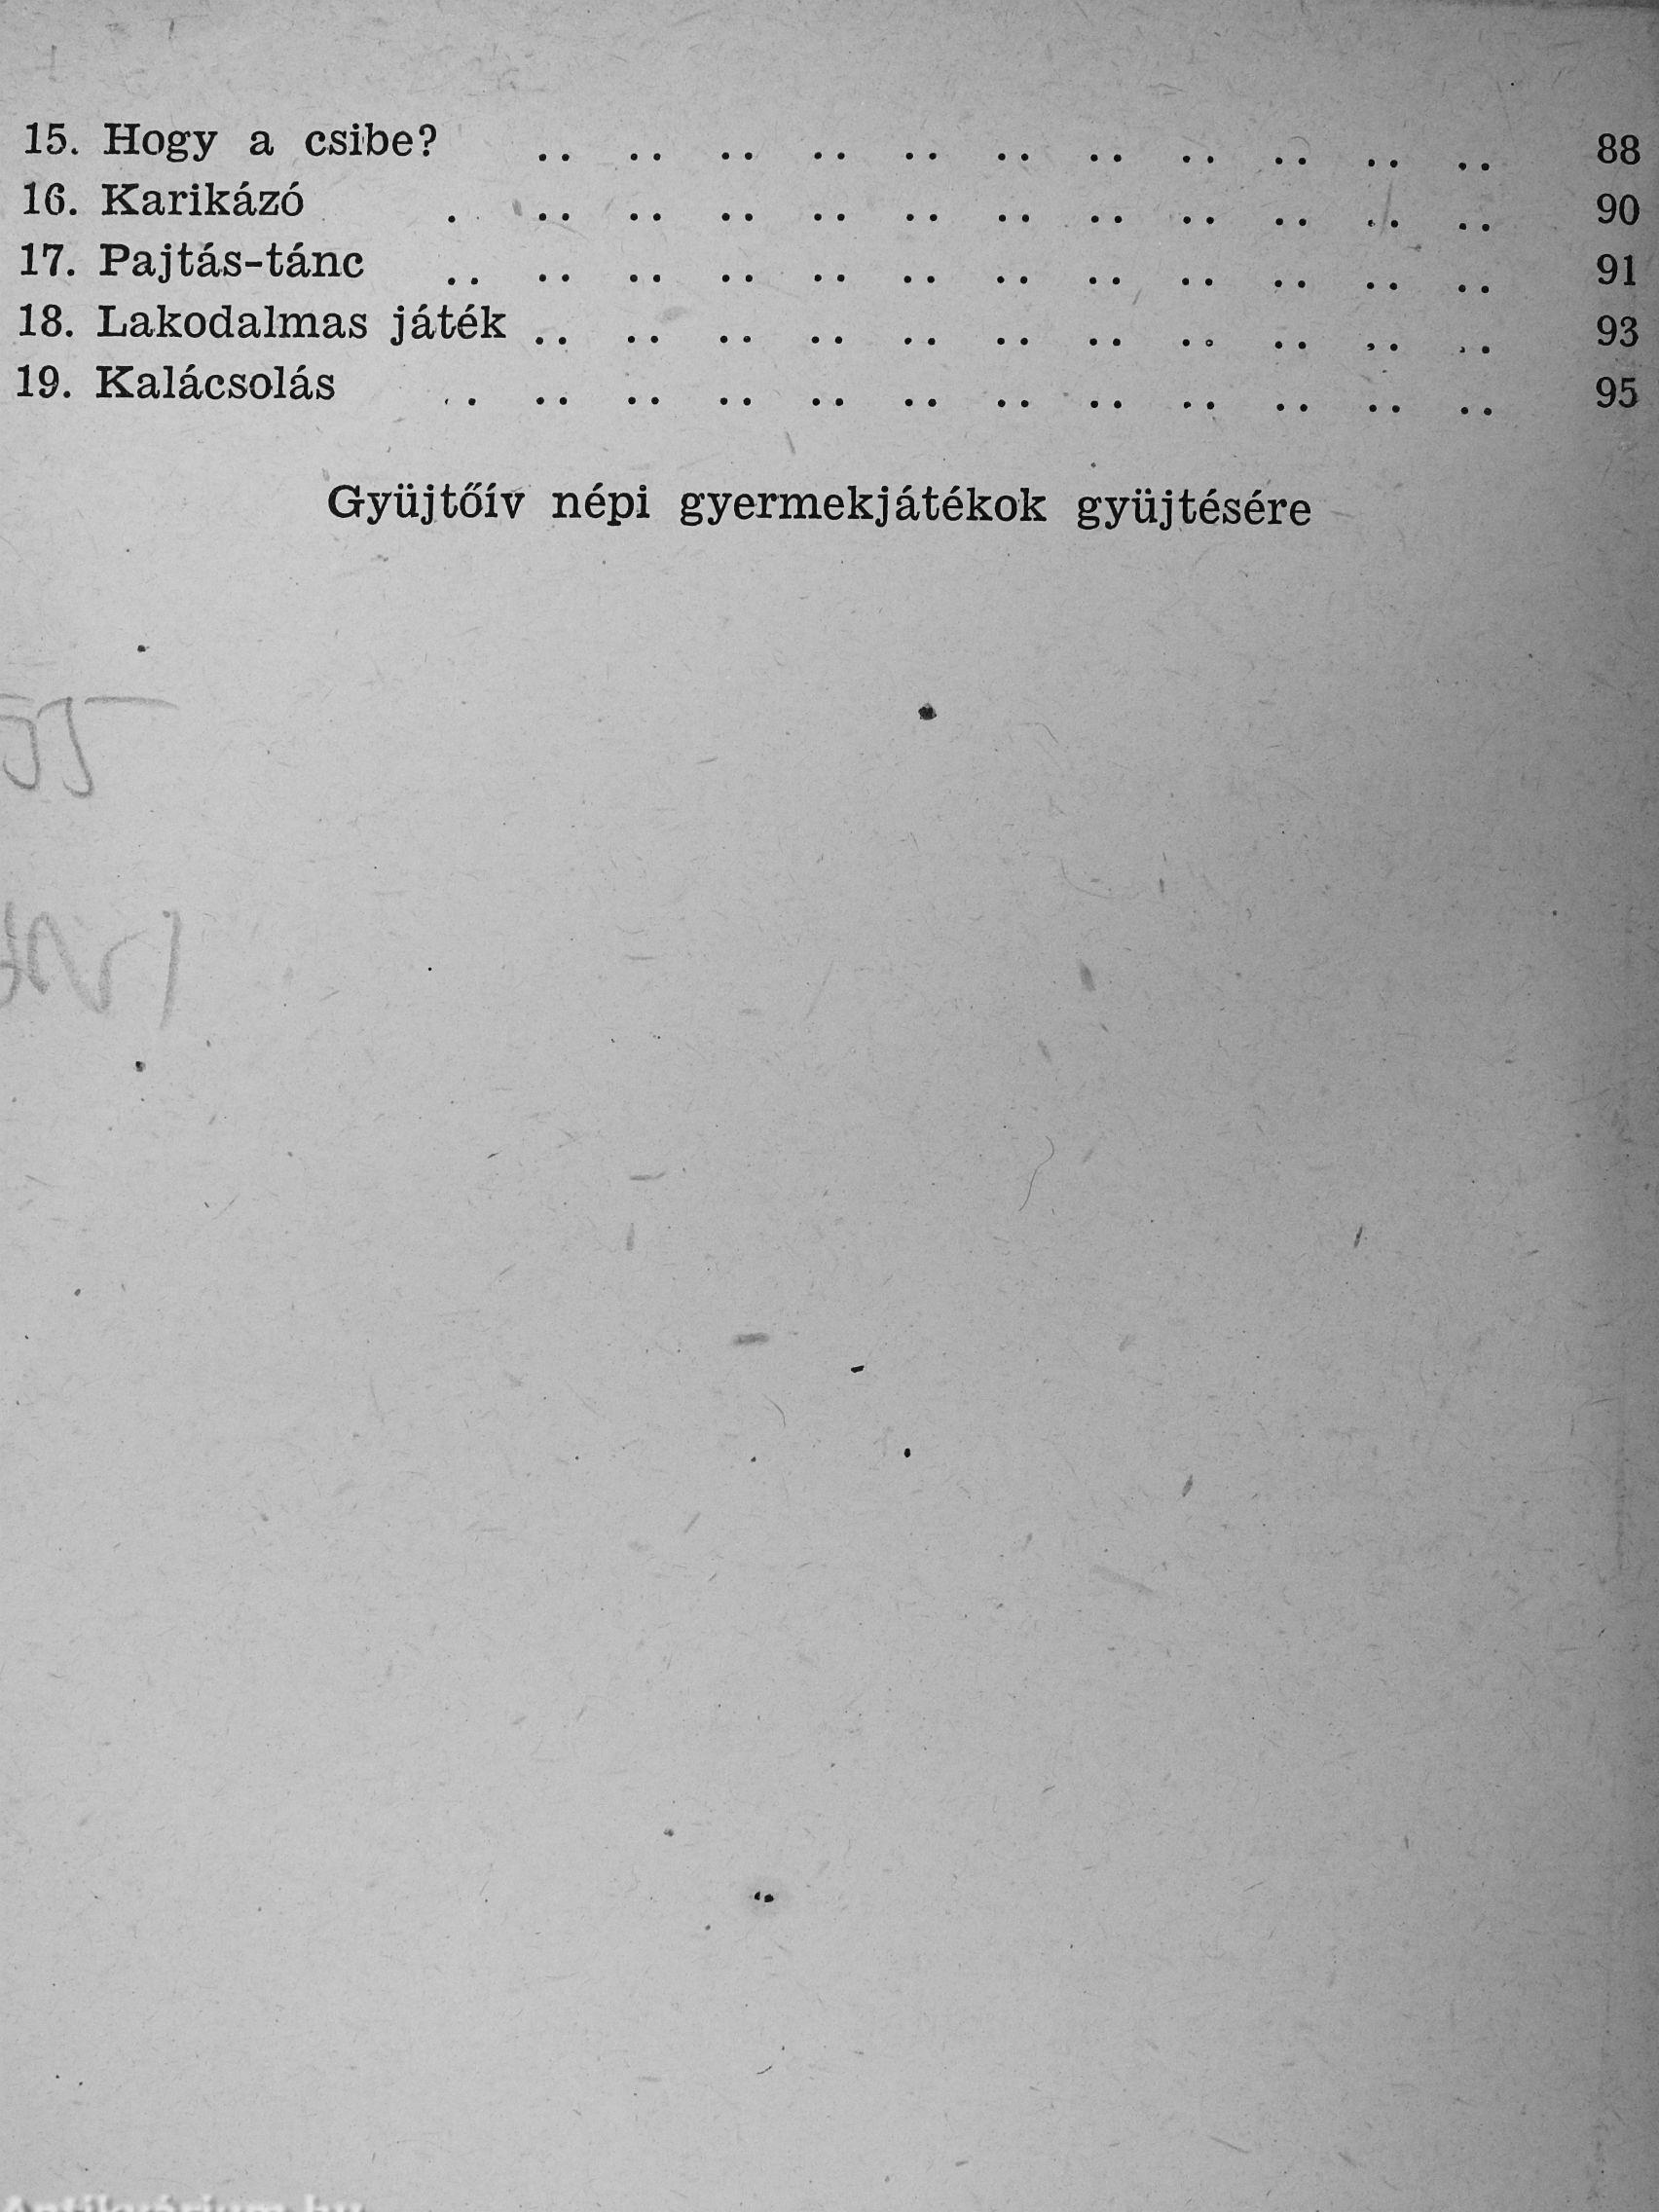 15. Hogy a csibe? .. .. .. .. .. .. .. .. .. .. .. 88
16. Karikázó . .. .. .. .. .. .. .. .. .. .. .. 90
17. Pajtás-tánc .. .. .. .. .. .. .. .. .. .. .. .. 91
18. Lakodalmas játék .. .. .. .. .. .. .. .. .. .. .. 93
19. Kalácsolás .. .. .. .. .. .. .. .. .. .. .. .. 95
Gyüjtőív népi gyermekjátékok gyüjtésére